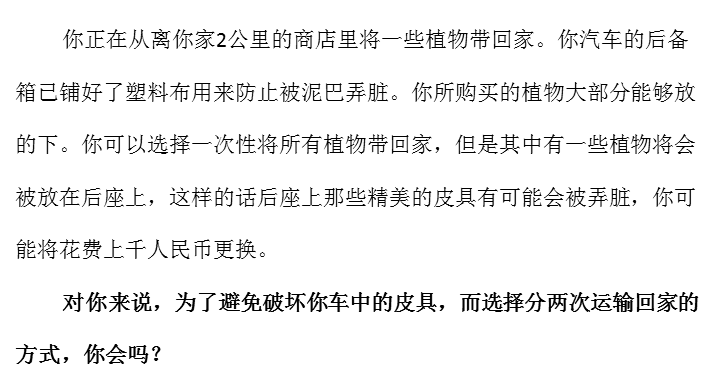 你正在从离你家2公里的商店里将一些植物带回家。你汽车的后备
箱已铺好了塑料布用来防止被泥巴弄脏。你所购买的植物大部分能够放
的下。你可以选择一次性将所有植物带回家，但是其中有一些植物将会
被放在后座上，这样的话后座上那些精美的皮具有可能会被弄脏，你可
能将花费上千人民币更换。
对你来说，为了避免破坏你车中的皮具，而选择分两次运输回家的
方式，你会吗？